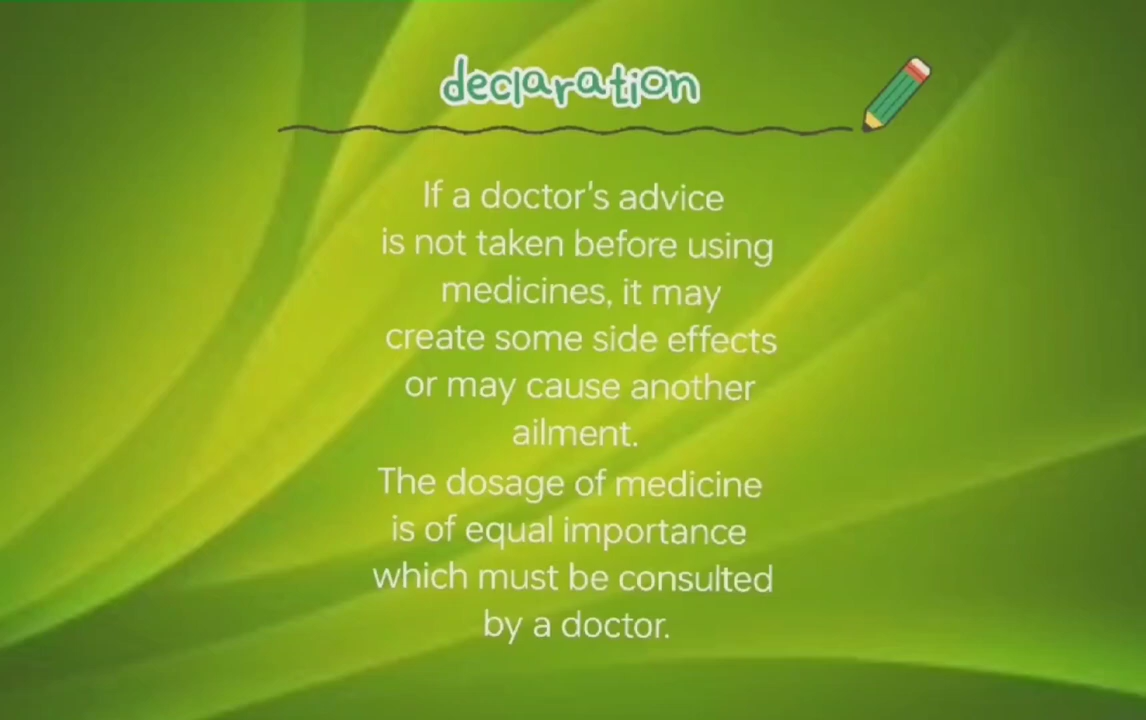 declaration
If a doctor's advice
is not taken before using
medicines, it may
create some side effects
or may cause another
ailment.
The dosage of medicine
is of equal importance
which must be consulted
by a doctor.